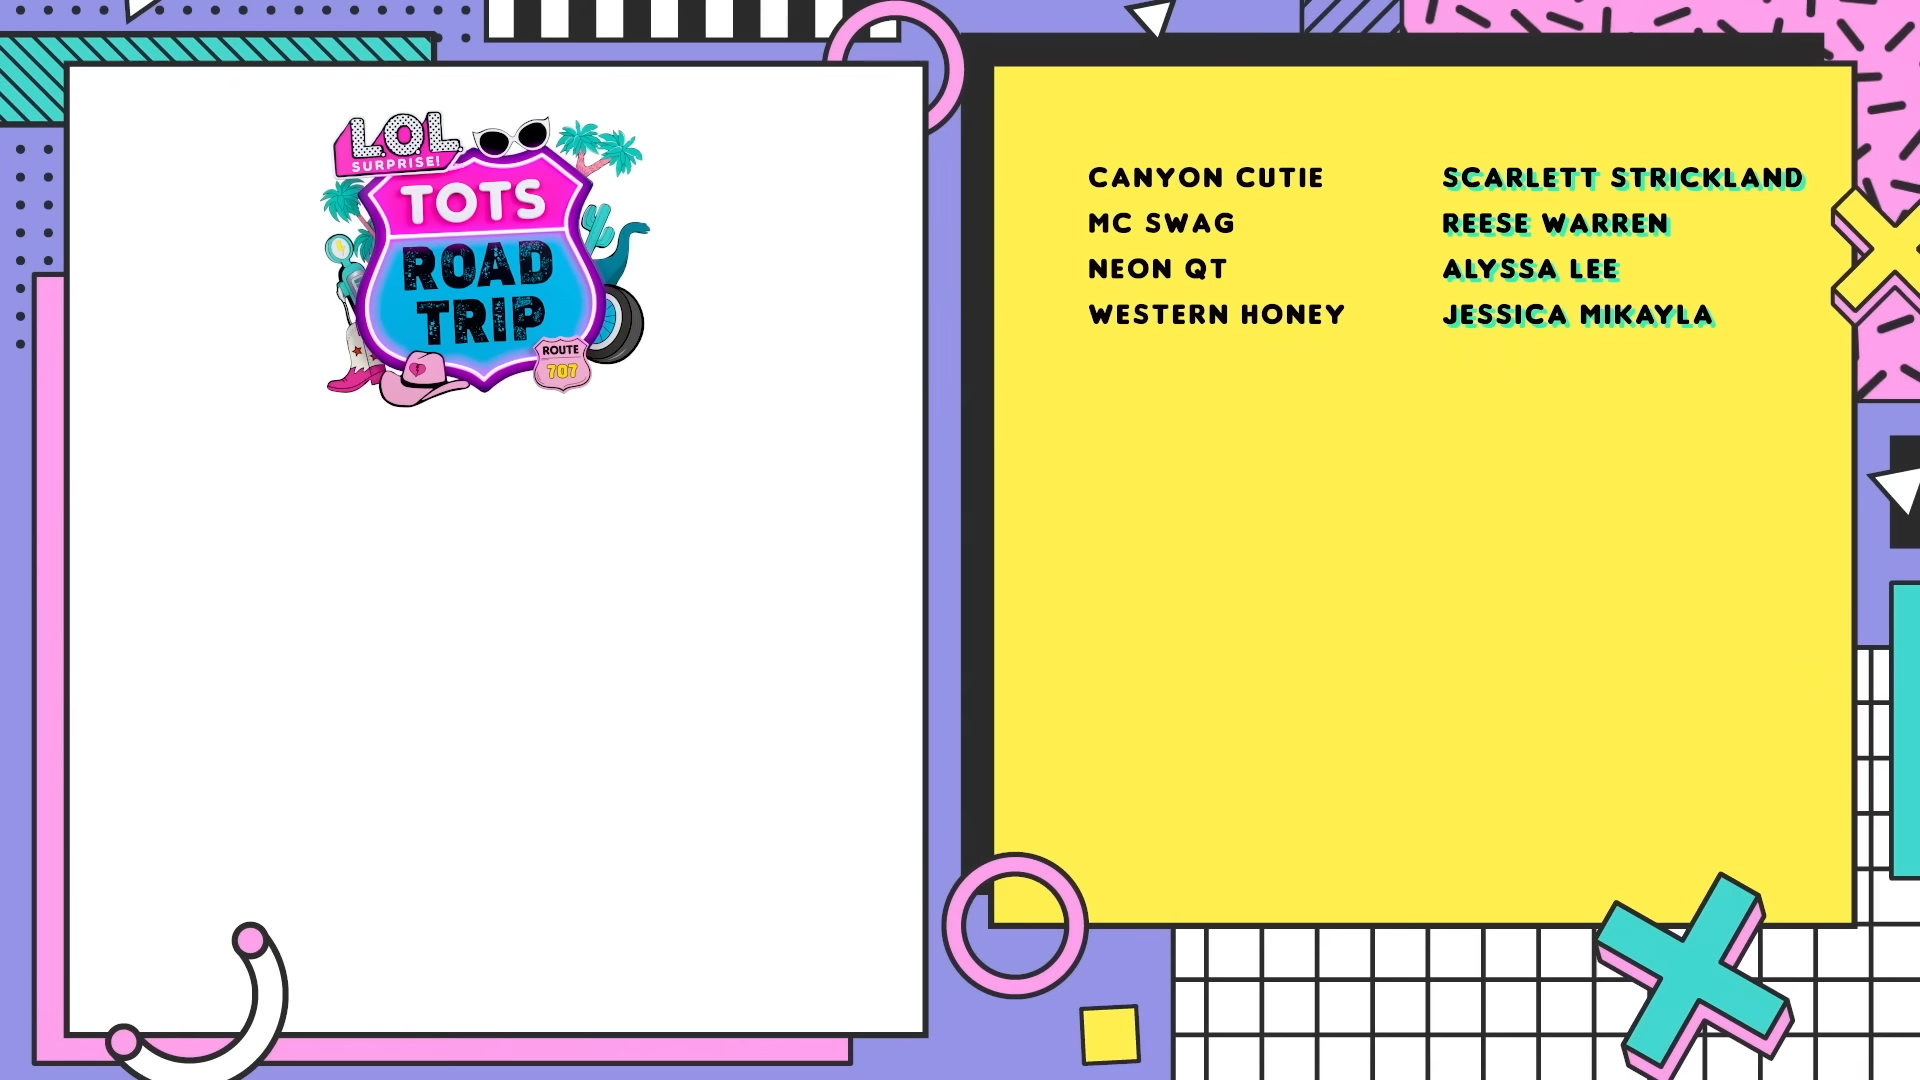 L.O.L.
SURPRISE!
TOTS
ROAD
TRIP
ROUTE
707
CANYON CUTIE SCARLETT STRICKLAND
MC SWAG REESE WARREN
NEON QT ALYSSA LEE
WESTERN HONEY JESSICA MIKAYLA